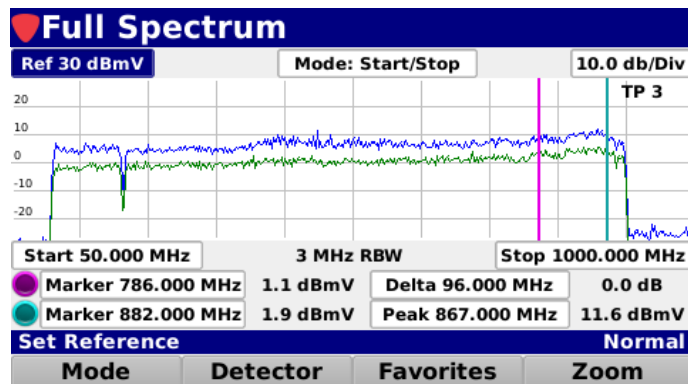 Full Spectrum
Ref 30 dBmV Mode: Start/Stop 10.0 db/Div
TP 3
20
10
0
-10
-20
Start 50.000 MHz 3 MHz RBW Stop 1000.000 MHz
Marker 786.000 MHz 1.1 dBmV Delta 96.000 MHz 0.0 dB
Marker 882.000 MHz 1.9 dBmV Peak 867.000 MHz 11.6 dBmV
Set Reference Normal
Mode Detector Favorites Zoom